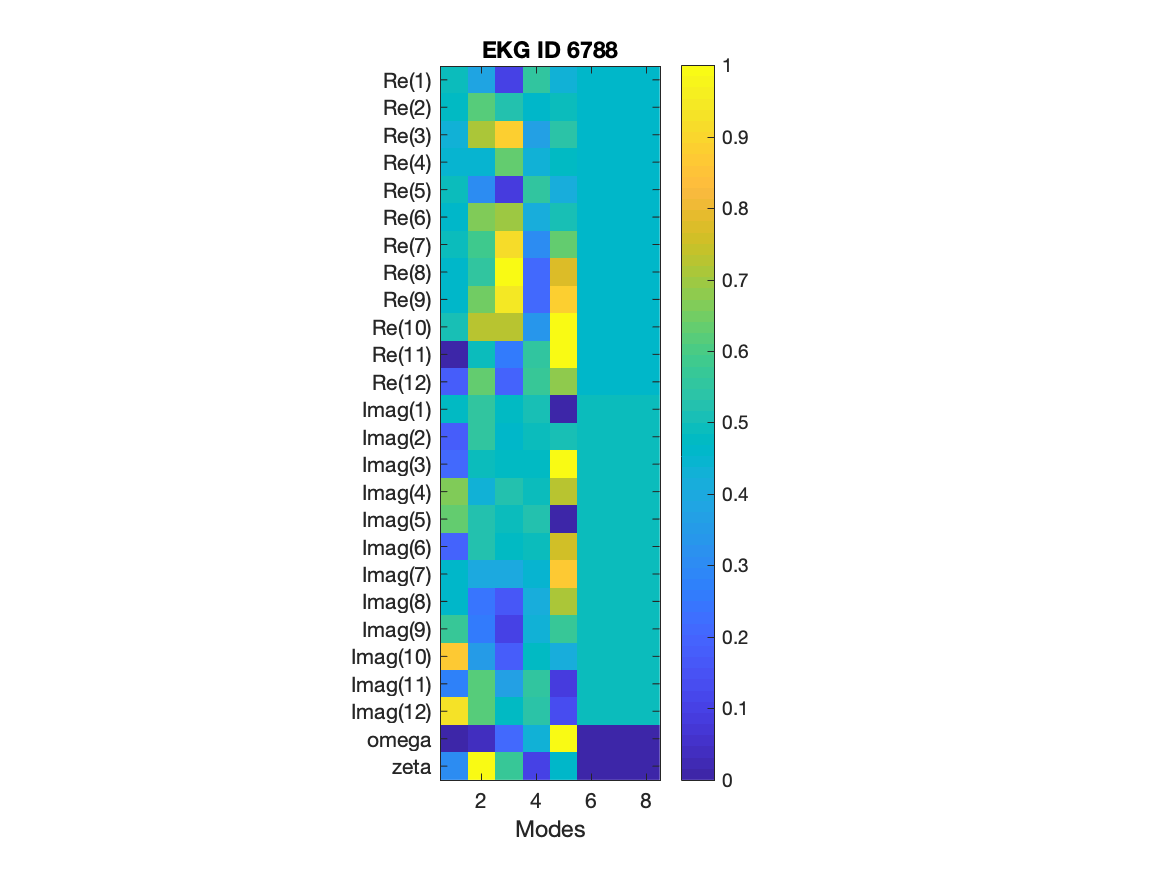 EKG ID 6788
Re(1)
Re(2)
Re(3)
Re(4)
Re(5)
Re(6)
Re(7)
Re(8)
Re(9)
Re(10)
Re(11)
Re(12)
Imag(1)
Imag(2)
Imag(3)
Imag(4)
Imag(5)
Imag(6)
Imag(7)
Imag(8)
Imag(9)
Imag(10)
Imag(11)
Imag(12)
omega
zeta
2 4 6 8
Modes
1
0.9
0.8
0.7
0.6
0.5
0.4
0.3
0.2
0.1
0